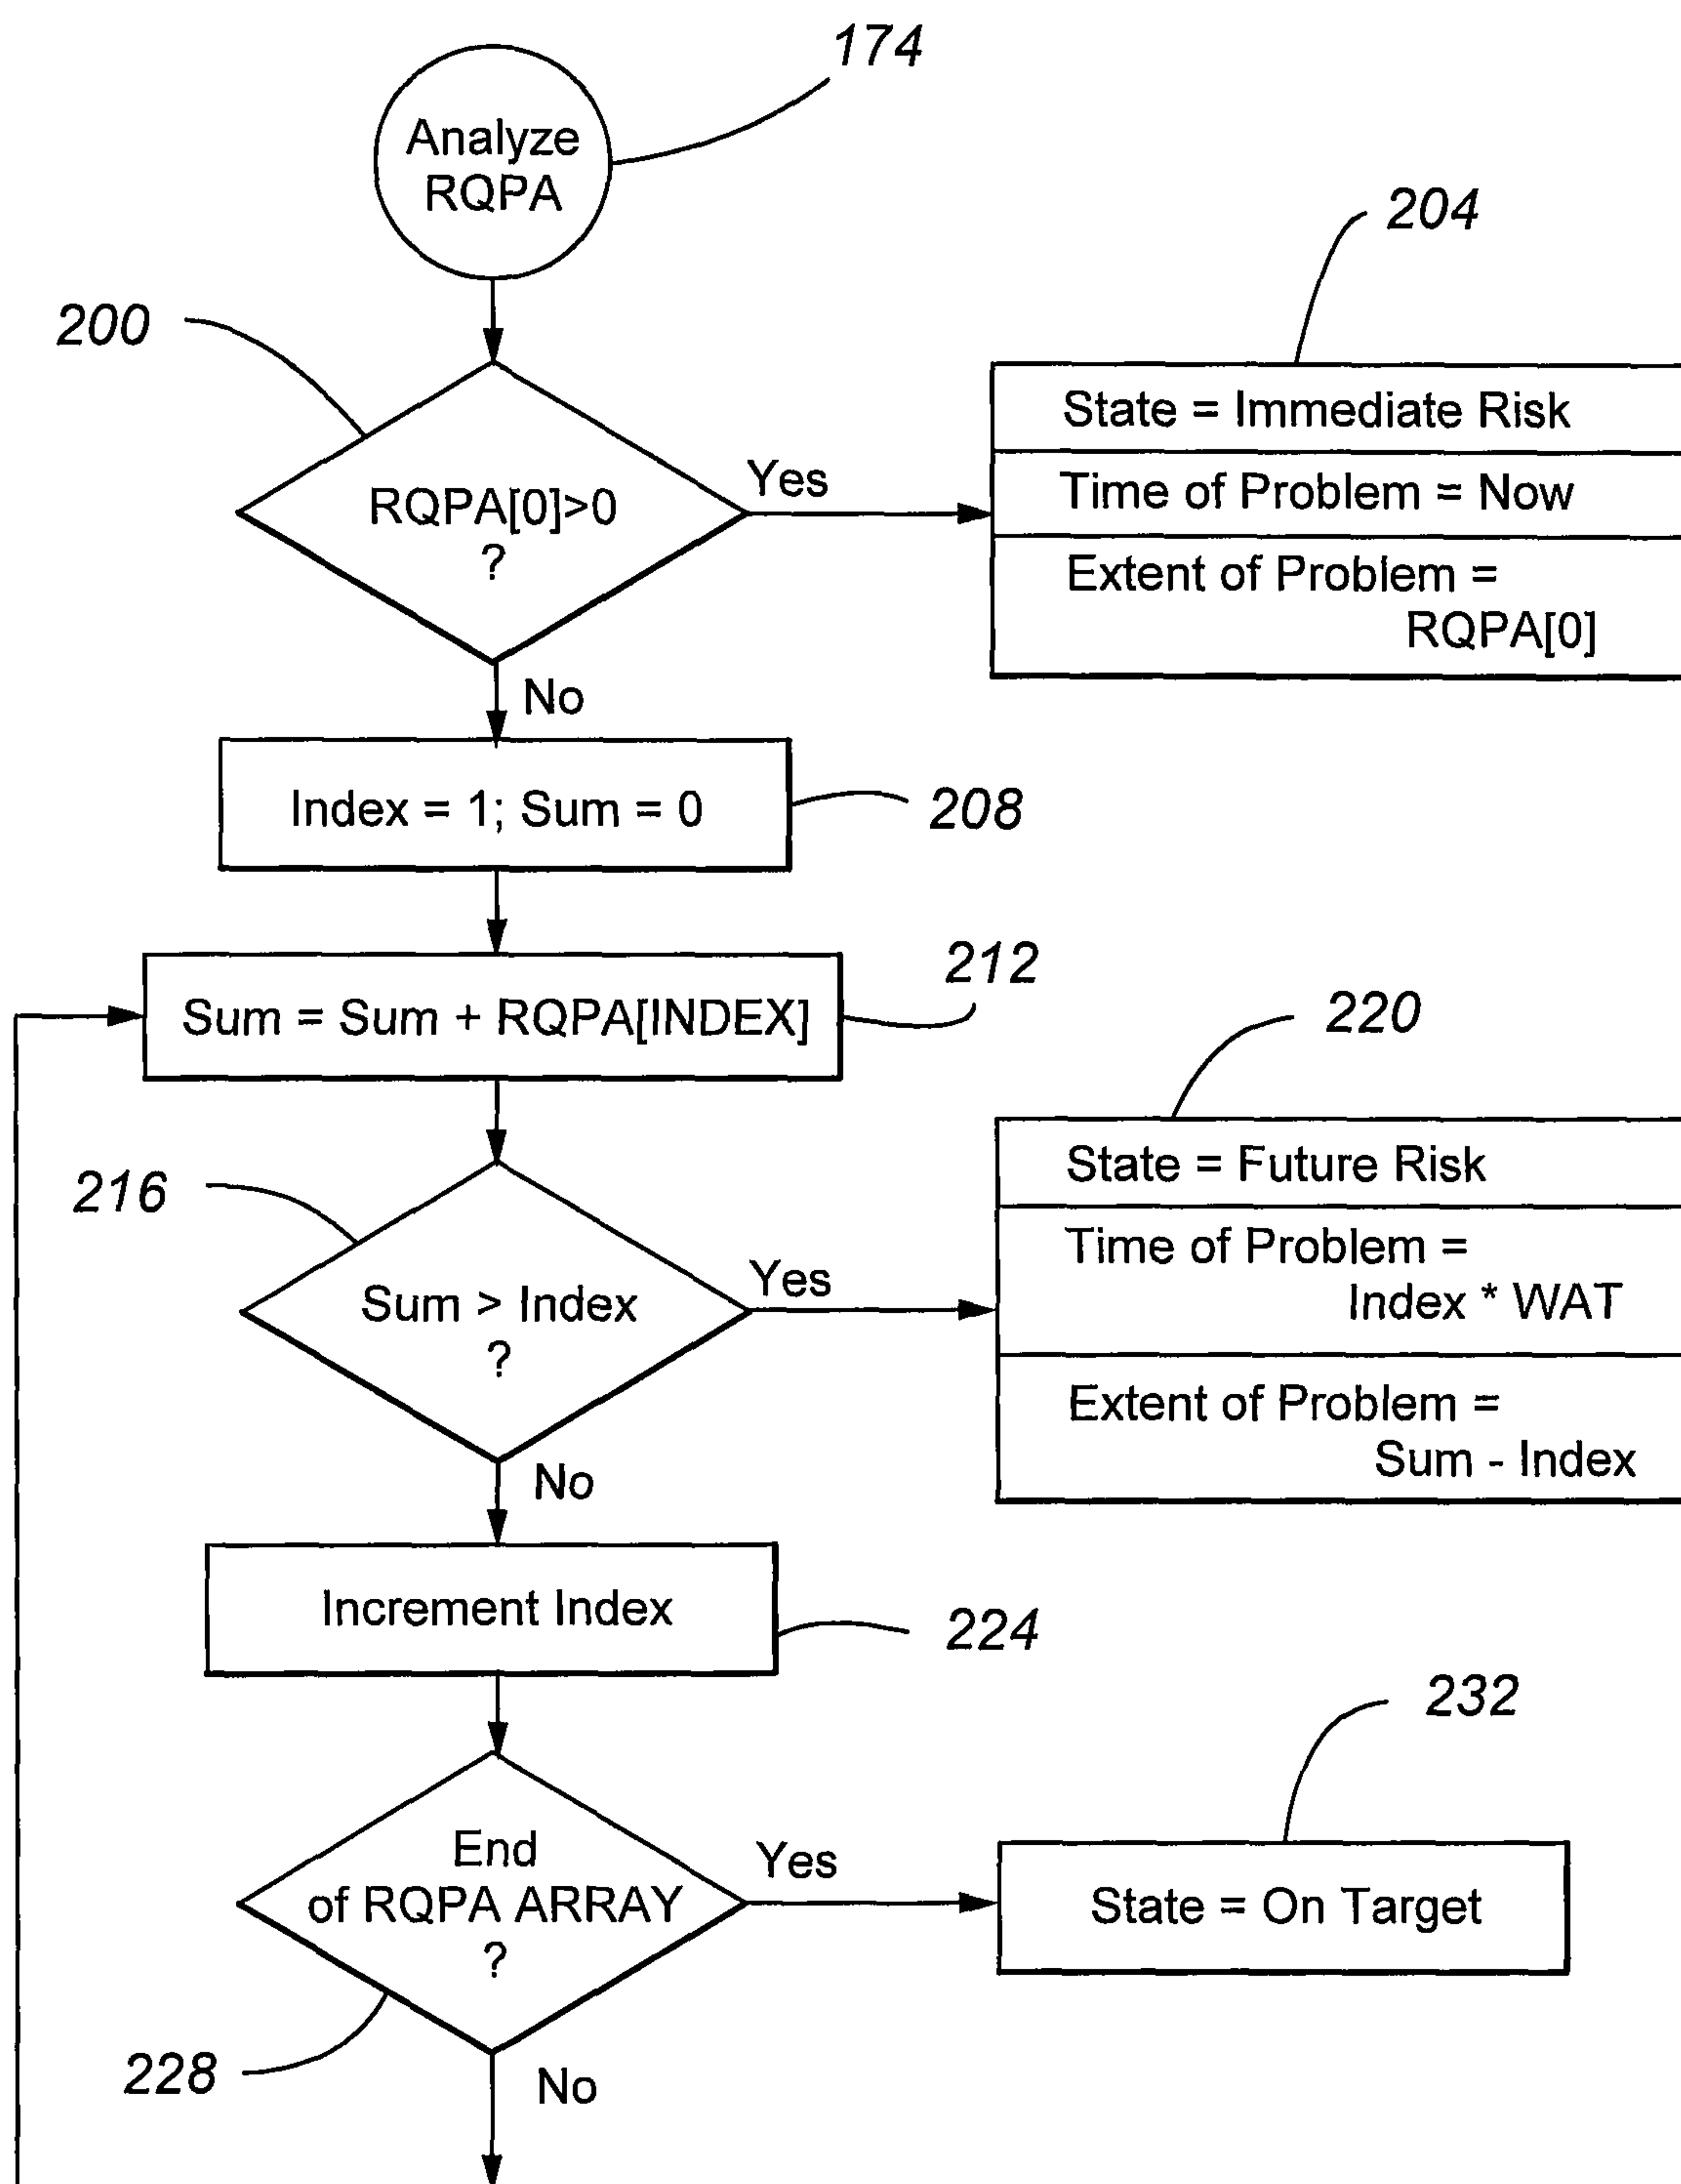 174
Analyze
RQPA
204
200
State = Immediate Risk
Time of Problem = Now
Extent of Problem =
RQPA[0]
RQPA[0]>0
?
Yes
No
Index = 1; Sum = 0
208
212
Sum = Sum + RQPA[INDEX]
220
216
State = Future Risk
Time of Problem =
Index * WAT
Extent of Problem =
Sum - Index
Sum > Index
?
Yes
No
Increment Index
224
232
End
of RQPA ARRAY
?
Yes
State = On Target
228
No